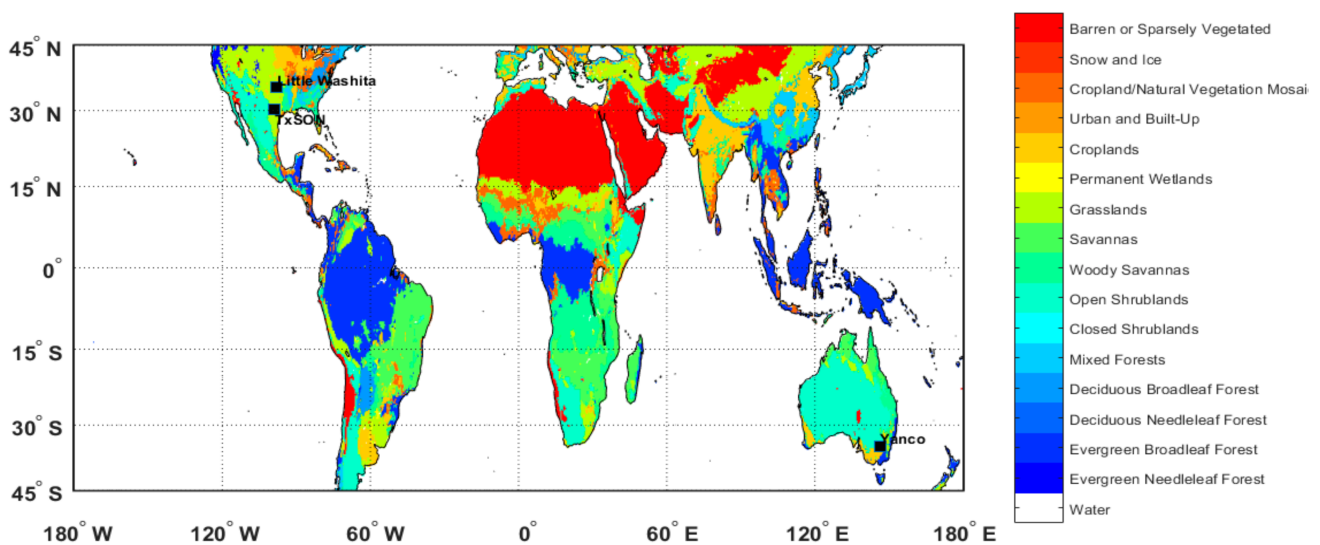 45° N
30° N
15° N
0°
15° S
30° S
45° S
180° W
120° W
60° W
0°
60° E
120° E
180° E
Little Washita
TxSON
Yanco
Barren or Sparsely Vegetated
Snow and Ice
Cropland/Natural Vegetation Mosai
Urban and Built-Up
Croplands
Permanent Wetlands
Grasslands
Savannas
Woody Savannas
Open Shrublands
Closed Shrublands
Mixed Forests
Deciduous Broadleaf Forest
Deciduous Needleleaf Forest
Evergreen Broadleaf Forest
Evergreen Needleleaf Forest
Water